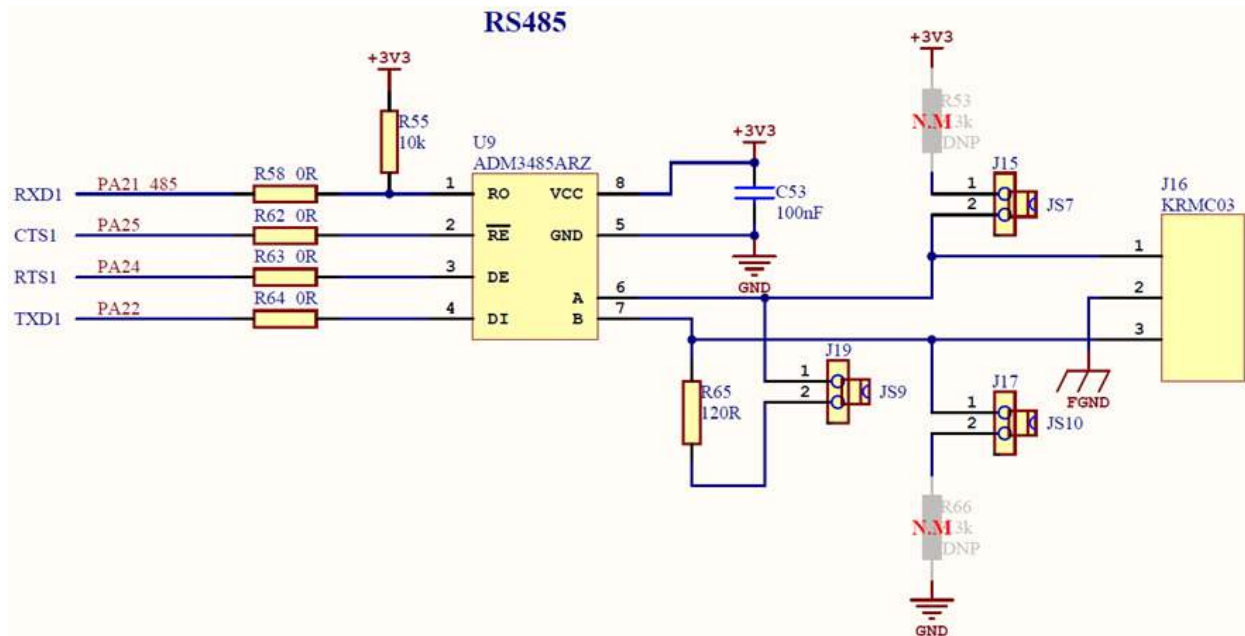 RS485
+3V3
R55
10k
U9
ADM3485ARZ
+3V3
C53
100nF
GND
RXD1 PA21 485 R58 0R 1 RO VCC 8
CTS1 PA25 R62 0R 2 RE GND 5
RTS1 PA24 R63 0R 3 DE A 6
TXD1 PA22 R64 0R 4 DI B 7
+3V3
R53
N.M 3k
DNP
J15
1
2
JS7
J16
KRMC03
1
2
3
FGND
R65
120R
J19
1
2
JS9
J17
1
2
JS10
R66
N.M 3k
DNP
GND